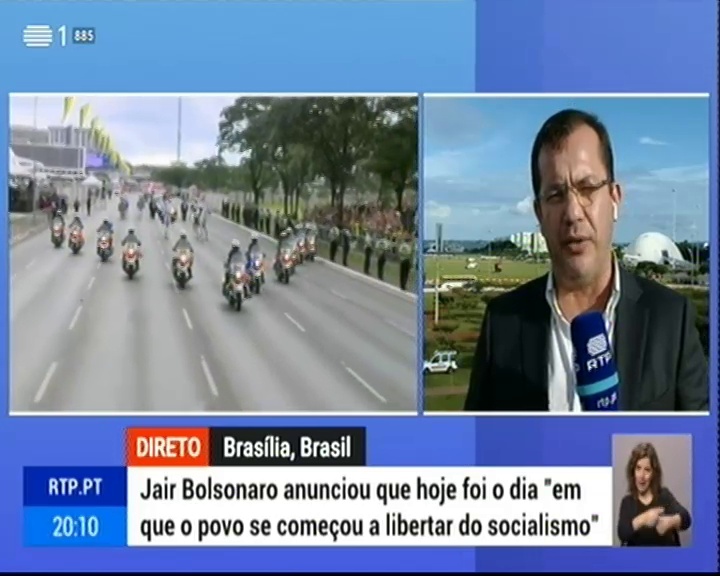 1 885
RTP
DIRETO Brasília, Brasil
RTP.PT
20:10
Jair Bolsonaro anunciou que hoje foi o dia "em
que o povo se começou a libertar do socialismo"